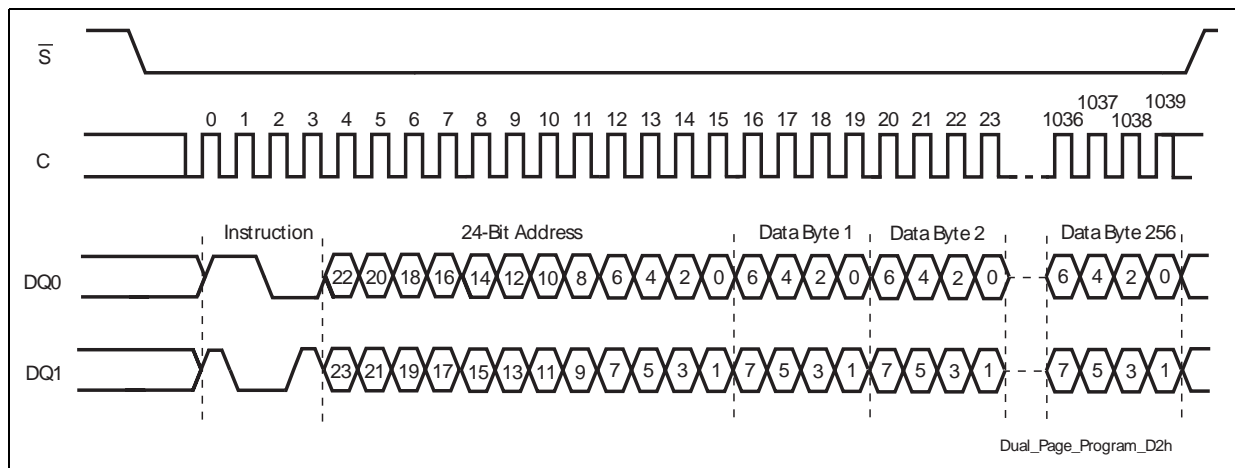 S
1037 1039
0 1 2 3 4 5 6 7 8 9 10 11 12 13 14 15 16 17 18 19 20 21 22 23 1036 1038
C
Instruction 24-Bit Address Data Byte 1 Data Byte 2 Data Byte 256
DQ0 22 20 18 16 14 12 10 8 6 4 2 0 6 4 2 0 6 4 2 0 6 4 2 0
DQ1 23 21 19 17 15 13 11 9 7 5 3 1 7 5 3 1 7 5 3 1 7 5 3 1
Dual_Page_Program_D2h